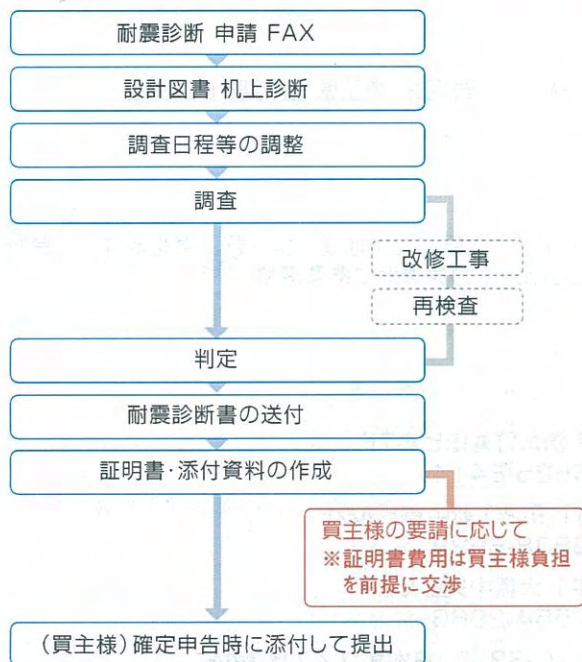 耐震診断 申請 FAX
設計図書 机上診断
調査日程等の調整
調査
改修工事
再検査
判定
耐震診断書の送付
証明書・添付資料の作成
買主様の要請に応じて
※証明書費用は買主様負担
を前提に交渉
（買主様）確定申告時に添付して提出